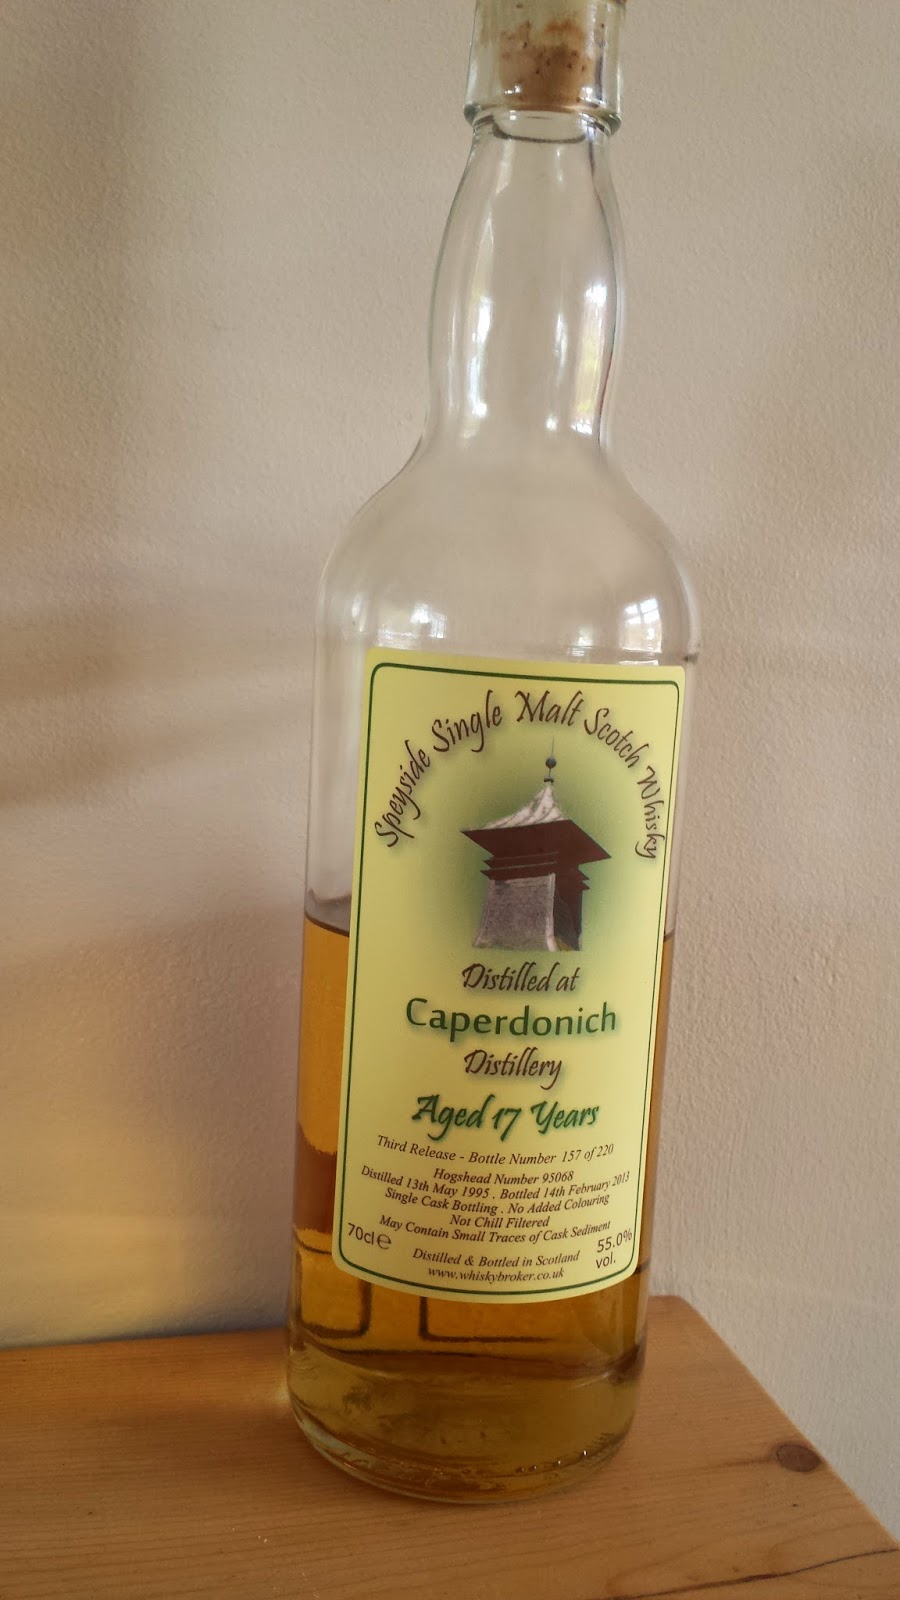 Speyside Single Malt Scotch Whisky
Distilled at
Caperdonich
Distillery
Aged 17 Years
Third Release - Bottle Number 157 of 220
Hogshead Number 95068
Distilled 13th May 1995 . Bottled 14th February 2013
Single Cask Bottling . No Added Colouring
Not Chill Filtered
May Contain Small Traces of Cask Sediment
70cl℮
55.0%
vol.
Distilled & Bottled in Scotland
www.whiskybroker.co.uk